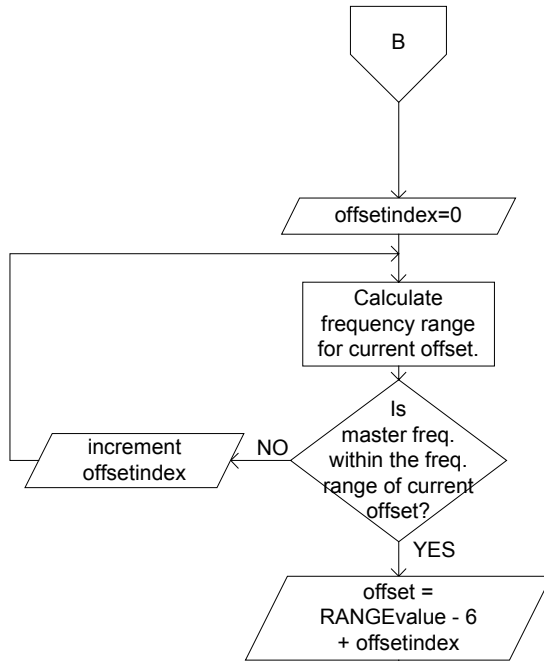 B
offsetindex=0
Calculate
frequency range
for current offset.
Is
master freq.
within the freq.
range of current
offset?
NO
increment
offsetindex
YES
offset =
RANGEvalue - 6
+ offsetindex